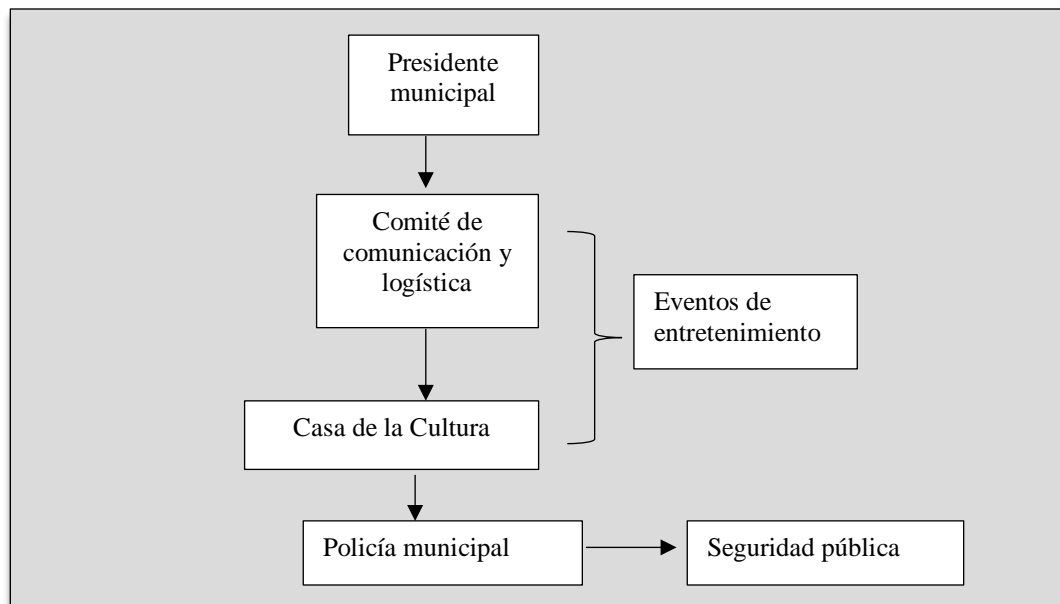 Presidente
municipal
Comité de
comunicación y
logística
Eventos de
entretenimiento
Casa de la Cultura
Policía municipal
Seguridad pública